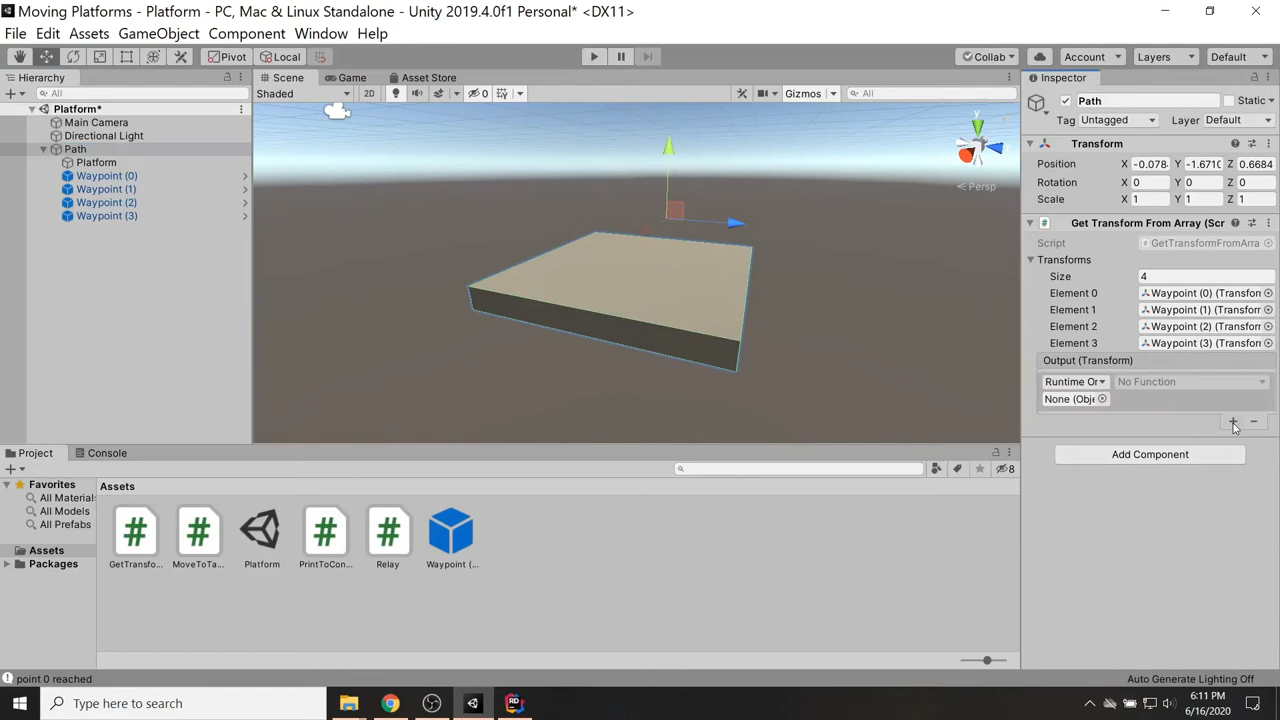 Moving Platforms - Platform - PC, Mac & Linux Standalone - Unity 2019.4.0f1 Personal* <DX11>
File Edit Assets GameObject Component Window Help
Pivot Local Collab Account Layers Default
Hierarchy
All
Platform*
Main Camera
Directional Light
Path
Platform
Waypoint (0)
Waypoint (1)
Waypoint (2)
Waypoint (3)
Scene Game Asset Store
Shaded 2D 0 Gizmos All
y
Persp
Inspector
Path Static
Tag Untagged Layer Default
Transform
Position X -0.078 Y -1.6710 Z 0.6684
Rotation X 0 Y 0 Z 0
Scale X 1 Y 1 Z 1
# Get Transform From Array (Scr
Script GetTransformFromArra
Transforms
Size 4
Element 0 Waypoint (0) (Transforn
Element 1 Waypoint (1) (Transforn
Element 2 Waypoint (2) (Transforn
Element 3 Waypoint (3) (Transforn
Output (Transform)
Runtime Or No Function
None (Obje
+ −
Add Component
Project Console
8
Favorites
All Materials
All Models
All Prefabs
Assets
Packages
Assets
# # # #
GetTransfo... MoveToTa... Platform PrintToCon... Relay Waypoint (...
point 0 reached
Auto Generate Lighting Off
Type here to search
RD
6:11 PM
6/16/2020